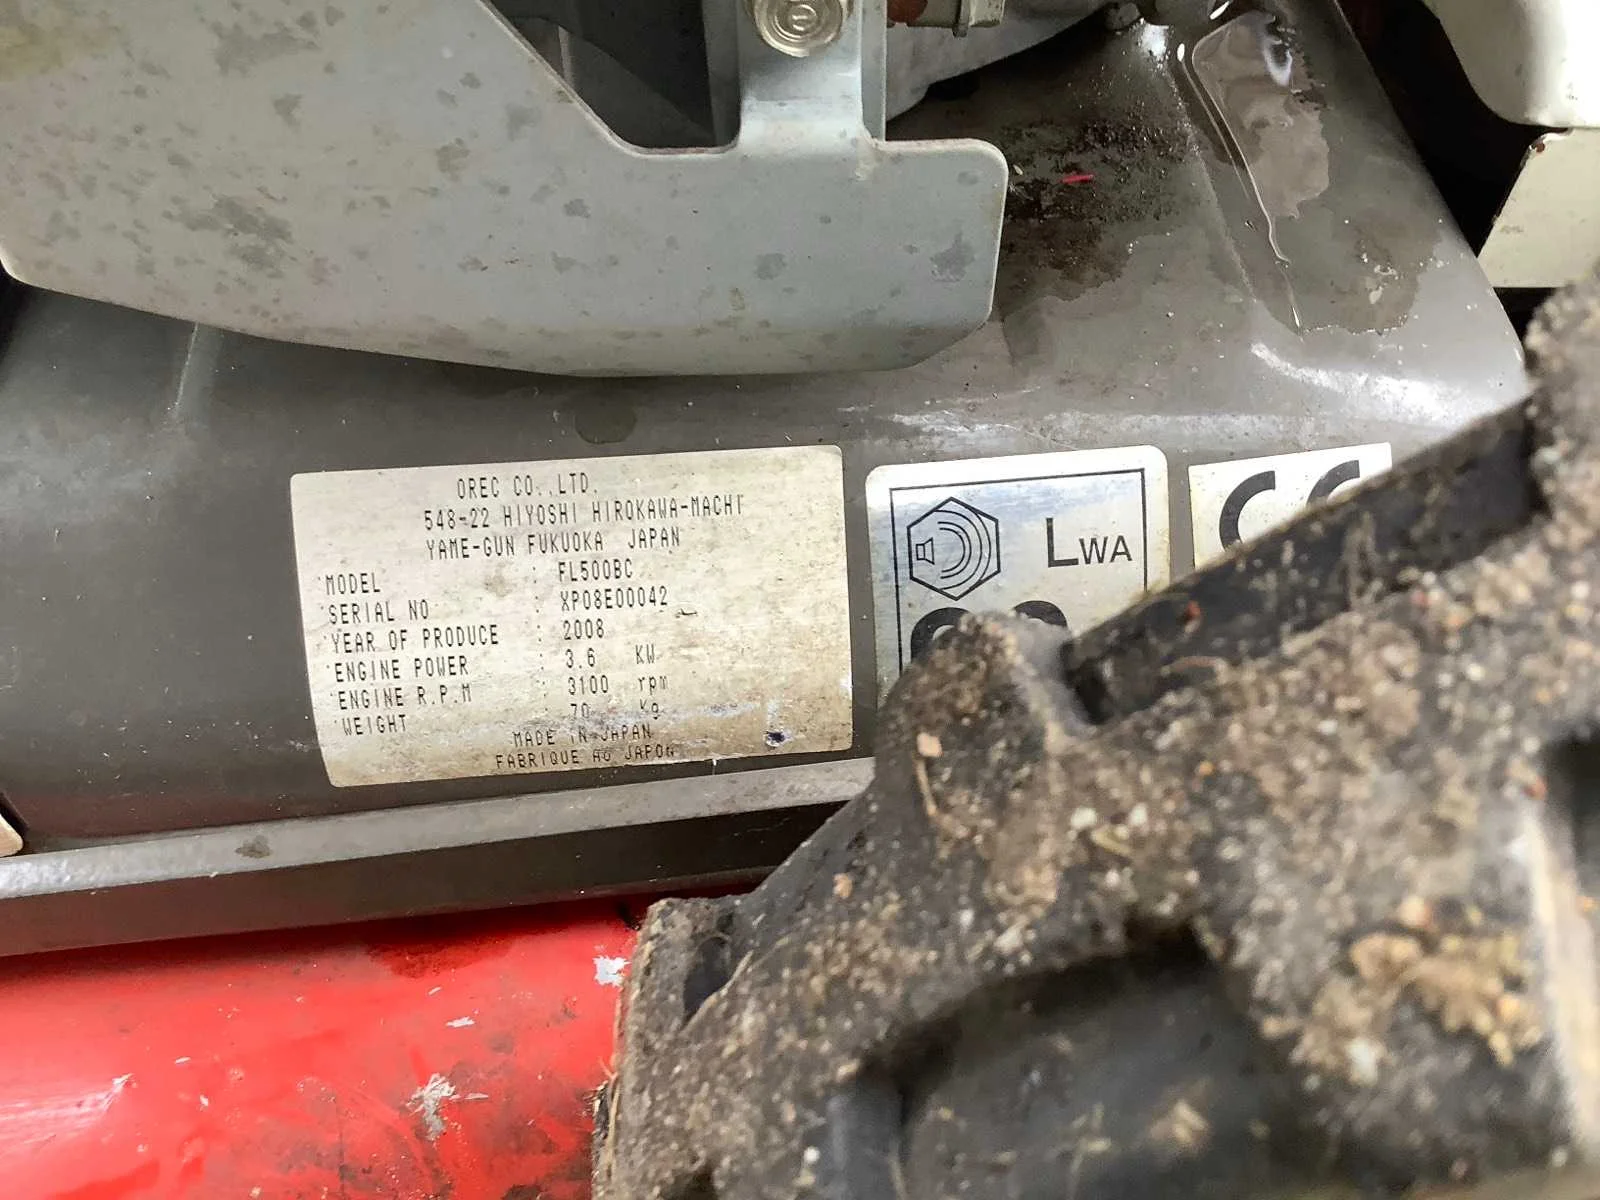 OREC CO.,LTD.
548-22 HIYOSHI HIROKAWA-MACHI
YAME-GUN FUKUOKA JAPAN
MODEL : FL500BC
SERIAL NO : XP08E00042
YEAR OF PRODUCE : 2008
ENGINE POWER : 3.6 KW
ENGINE R.P.M : 3100 rpm
WEIGHT 70 Kg
MADE IN JAPAN
FABRIQUE AU JAPON
LWA
CE